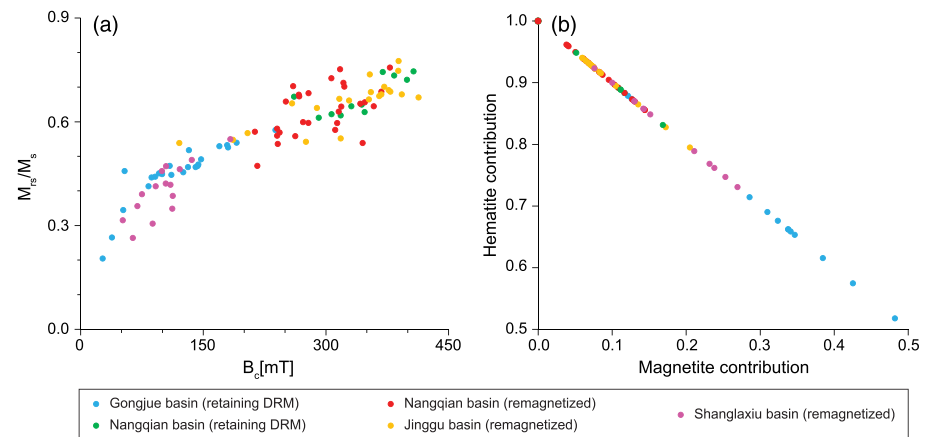 (a)
0.9
0.6
0.3
0.0
Mrs/Ms
0
150
300
450
Bc[mT]
(b)
1.0
0.9
0.8
0.7
0.6
0.5
Hematite contribution
0.0
0.1
0.2
0.3
0.4
0.5
Magnetite contribution
Gongjue basin (retaining DRM)
Nangqian basin (retaining DRM)
Nangqian basin (remagnetized)
Jinggu basin (remagnetized)
Shanglaxiu basin (remagnetized)